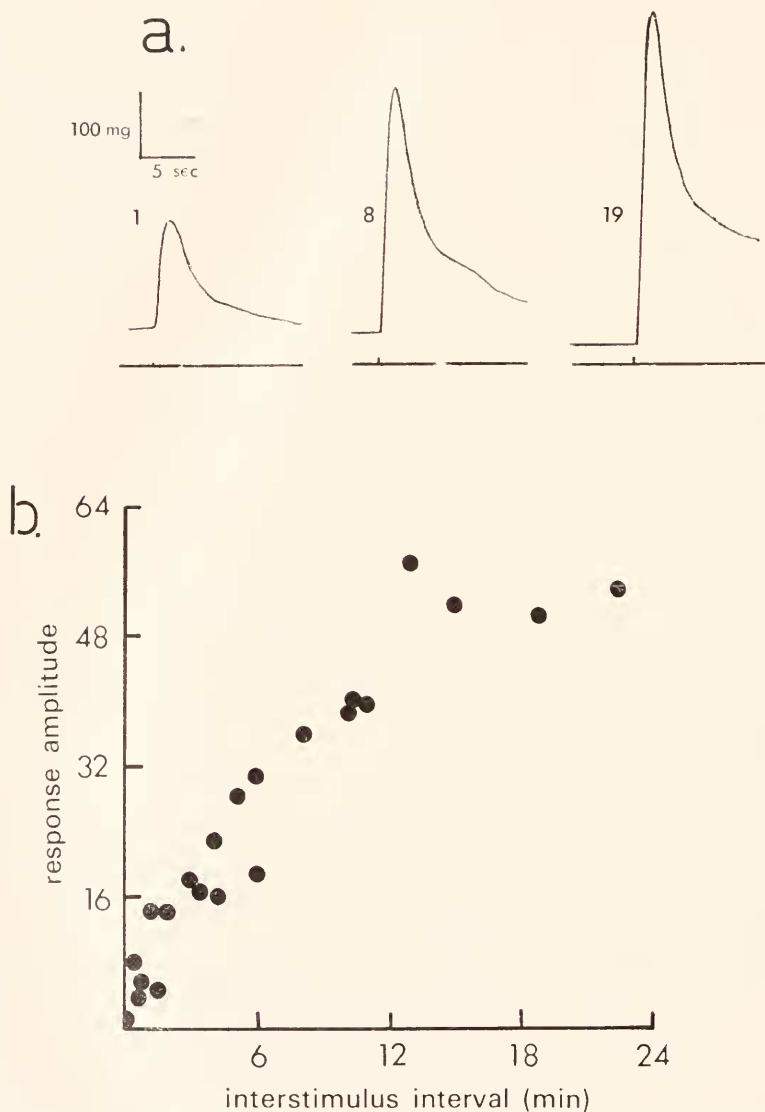 a.
100 mg
5 sec
1
8
19
b.
64
48
32
16
response amplitude
6 12 18 24
interstimulus interval (min)